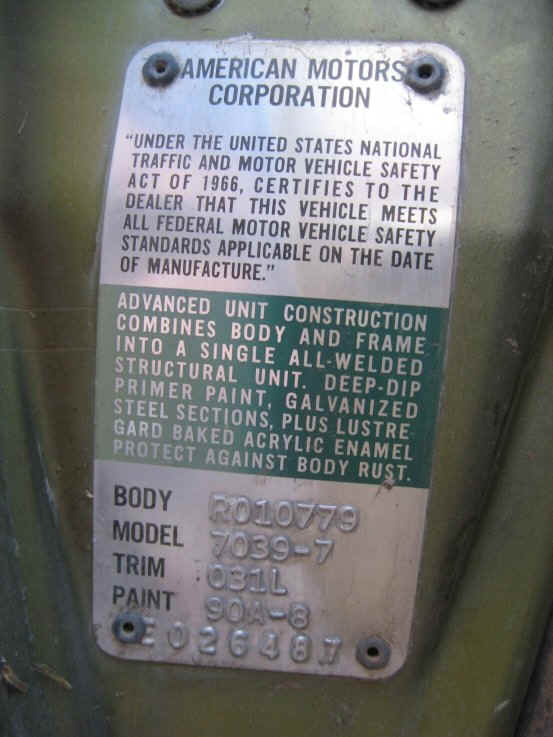 AMERICAN MOTORS
CORPORATION
"UNDER THE UNITED STATES NATIONAL
TRAFFIC AND MOTOR VEHICLE SAFETY
ACT OF 1966, CERTIFIES TO THE
DEALER THAT THIS VEHICLE MEETS
ALL FEDERAL MOTOR VEHICLE SAFETY
STANDARDS APPLICABLE ON THE DATE
OF MANUFACTURE."
ADVANCED UNIT CONSTRUCTION
COMBINES BODY AND FRAME
INTO A SINGLE ALL-WELDED
STRUCTURAL UNIT. DEEP-DIP
PRIMER PAINT, GALVANIZED
STEEL SECTIONS, PLUS LUSTRE
GARD BAKED ACRYLIC ENAMEL
PROTECT AGAINST BODY RUST.
BODY RD10779
MODEL 7039-7
TRIM 031L
PAINT 90A-8
E026487